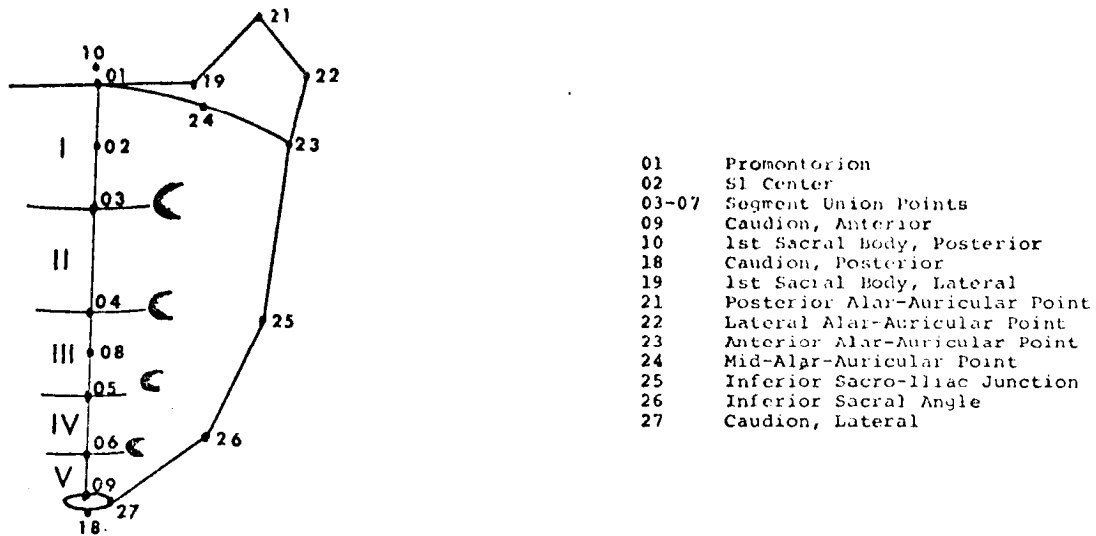 21
10
01
19
22
24
I
02
23
03
II
04
25
III
08
05
IV
06
26
V
09
27
18
01 Promontorion
02 S1 Center
03-07 Segment Union Points
09 Caudion, Anterior
10 1st Sacral Body, Posterior
18 Caudion, Posterior
19 1st Sacral Body, Lateral
21 Posterior Alar-Auricular Point
22 Lateral Alar-Auricular Point
23 Anterior Alar-Auricular Point
24 Mid-Alar-Auricular Point
25 Inferior Sacro-Iliac Junction
26 Inferior Sacral Angle
27 Caudion, Lateral